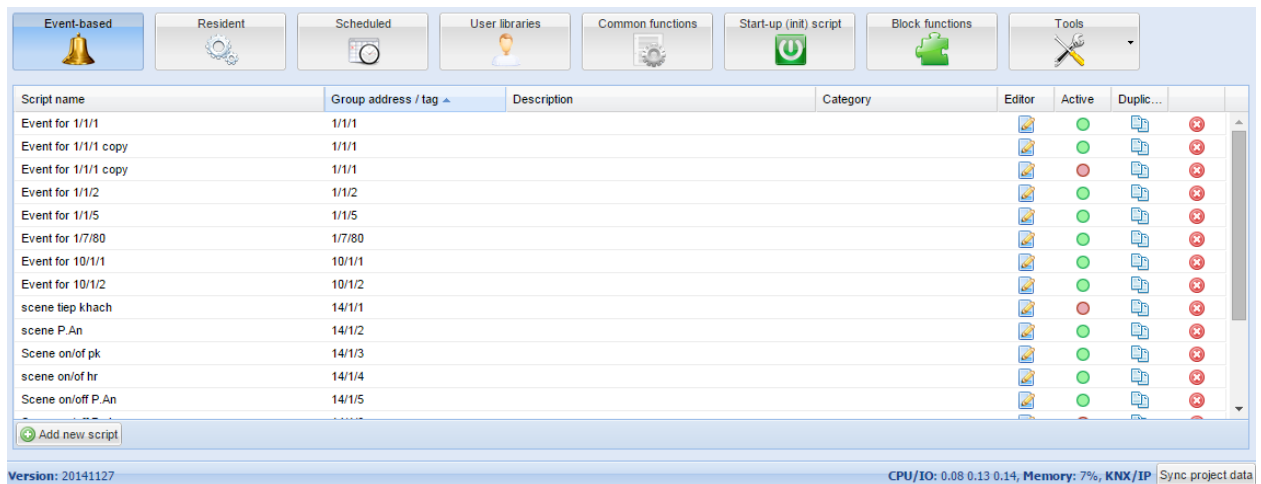 Event-based Resident Scheduled User libraries Common functions Start-up (init) script Block functions Tools
Script name Group address / tag Description Category Editor Active Duplic...
Event for 1/1/1 1/1/1
Event for 1/1/1 copy 1/1/1
Event for 1/1/1 copy 1/1/1
Event for 1/1/2 1/1/2
Event for 1/1/5 1/1/5
Event for 1/7/80 1/7/80
Event for 10/1/1 10/1/1
Event for 10/1/2 10/1/2
scene tiep khach 14/1/1
scene P.An 14/1/2
Scene on/of pk 14/1/3
scene on/of hr 14/1/4
Scene on/off P.An 14/1/5
Add new script
Version: 20141127 CPU/IO: 0.08 0.13 0.14, Memory: 7%, KNX/IP Sync project data